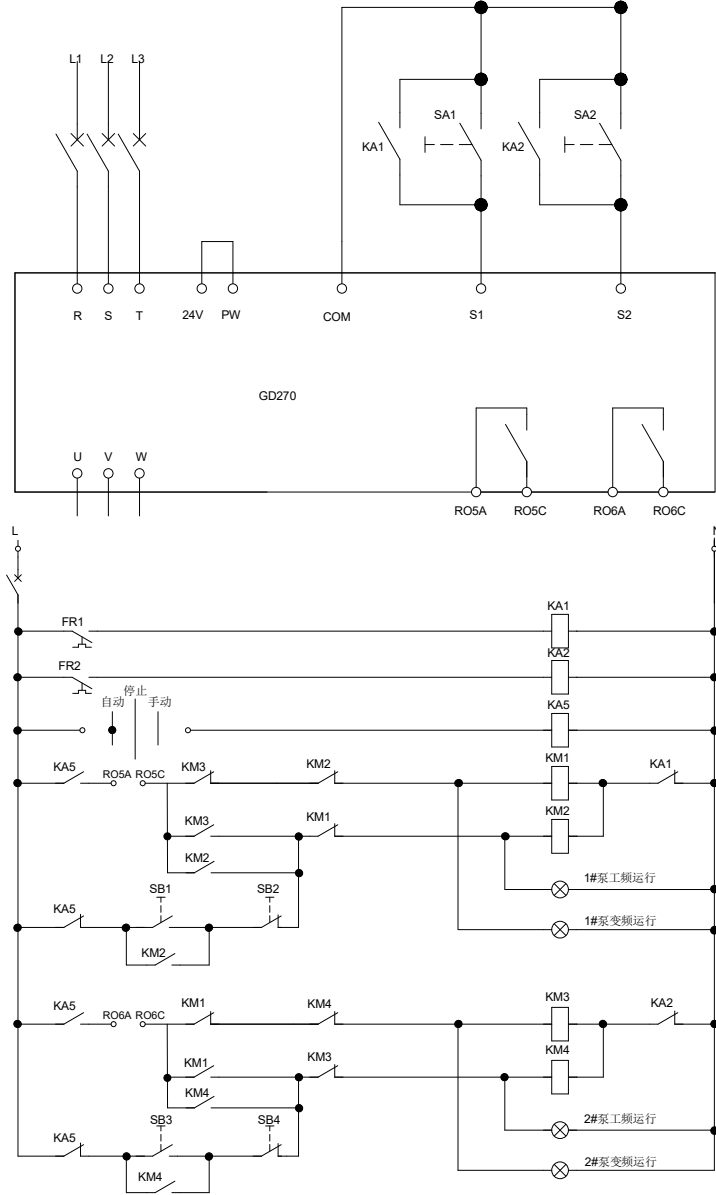 L1 L2 L3
KA1 SA1 KA2 SA2
R S T 24V PW COM S1 S2
GD270
U V W
RO5A RO5C RO6A RO6C
L
FR1 KA1
FR2 KA2
停止
自动 手动 KA5
KA5 RO5A RO5C KM3 KM2 KM1 KA1
KM3 KM1 KM2
KM2
1#泵工频运行
KA5 SB1 SB2
1#泵变频运行
KM2
KA5 RO6A RO6C KM1 KM4 KM3 KA2
KM1 KM3 KM4
KM4
2#泵工频运行
KA5 SB3 SB4
2#泵变频运行
KM4